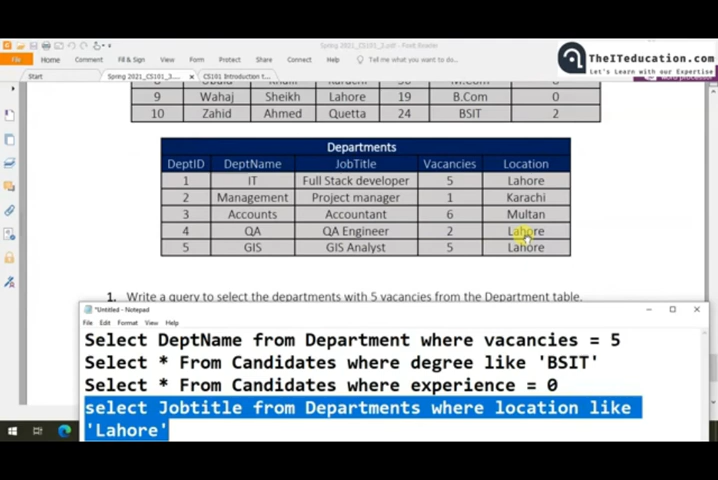 Spring 2021_CS101_3.pdf - Foxit Reader
File Home Comment Fill & Sign View Form Protect Share Connect Help Tell me what you want to do...
TheITeducation.com
Let's Learn with our Expertise
Start Spring 2021_CS101_3.... CS101 Introduction t...
9 Wahaj Sheikh Lahore 19 B.Com 0
10 Zahid Ahmed Quetta 24 BSIT 2
Departments
DeptID DeptName JobTitle Vacancies Location
1 IT Full Stack developer 5 Lahore
2 Management Project manager 1 Karachi
3 Accounts Accountant 6 Multan
4 QA QA Engineer 2 Lahore
5 GIS GIS Analyst 5 Lahore
1. Write a query to select the departments with 5 vacancies from the Department table.
*Untitled - Notepad
File Edit Format View Help
Select DeptName from Department where vacancies = 5
Select * From Candidates where degree like 'BSIT'
Select * From Candidates where experience = 0
select Jobtitle from Departments where location like
'Lahore'